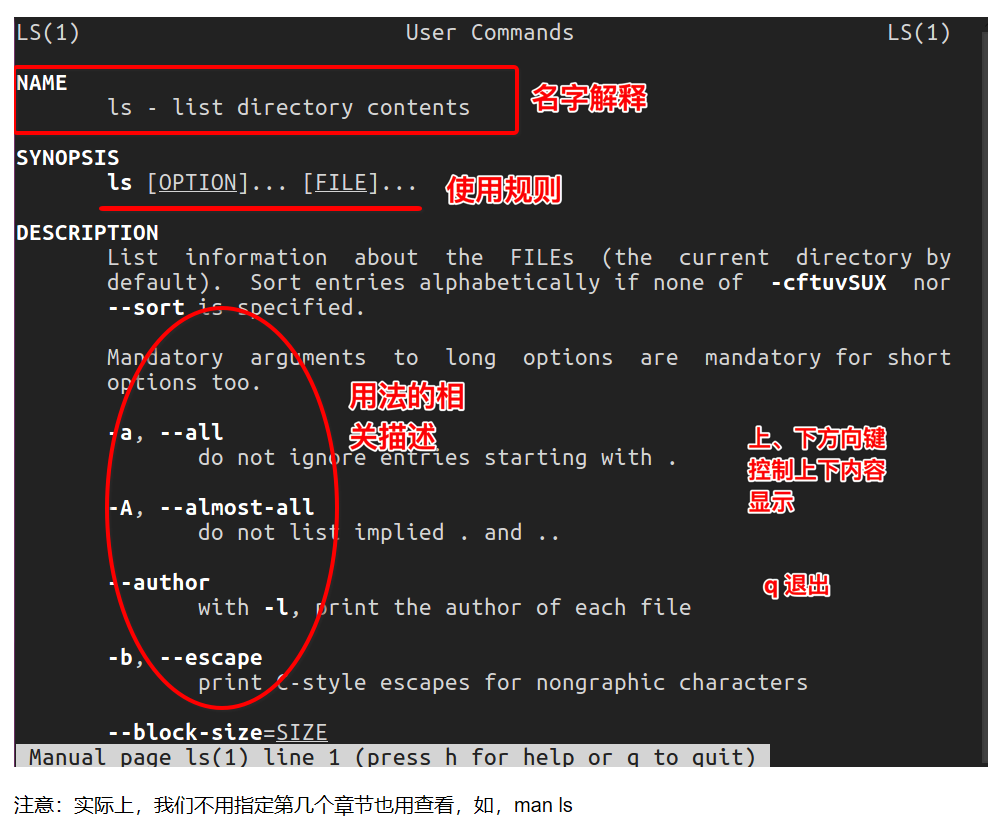 LS(1) User Commands LS(1)
NAME
ls - list directory contents
名字解释
SYNOPSIS
ls [OPTION]... [FILE]...
使用规则
DESCRIPTION
List information about the FILEs (the current directory by
default). Sort entries alphabetically if none of -cftuvSUX nor
--sort is specified.
Mandatory arguments to long options are mandatory for short
options too.
用法的相
关描述
-a, --all
do not ignore entries starting with .
上、下方向键
控制上下内容
显示
-A, --almost-all
do not list implied . and ..
--author
with -l, print the author of each file
q 退出
-b, --escape
print C-style escapes for nongraphic characters
--block-size=SIZE
Manual page ls(1) line 1 (press h for help or q to quit)
注意：实际上，我们不用指定第几个章节也用查看，如，man ls